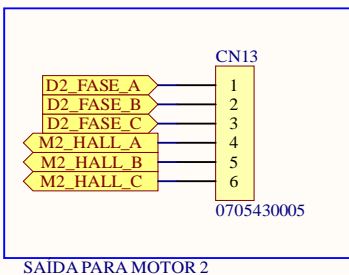 CN13
D2_FASE_A 1
D2_FASE_B 2
D2_FASE_C 3
M2_HALL_A 4
M2_HALL_B 5
M2_HALL_C 6
0705430005
SAÍDA PARA MOTOR 2